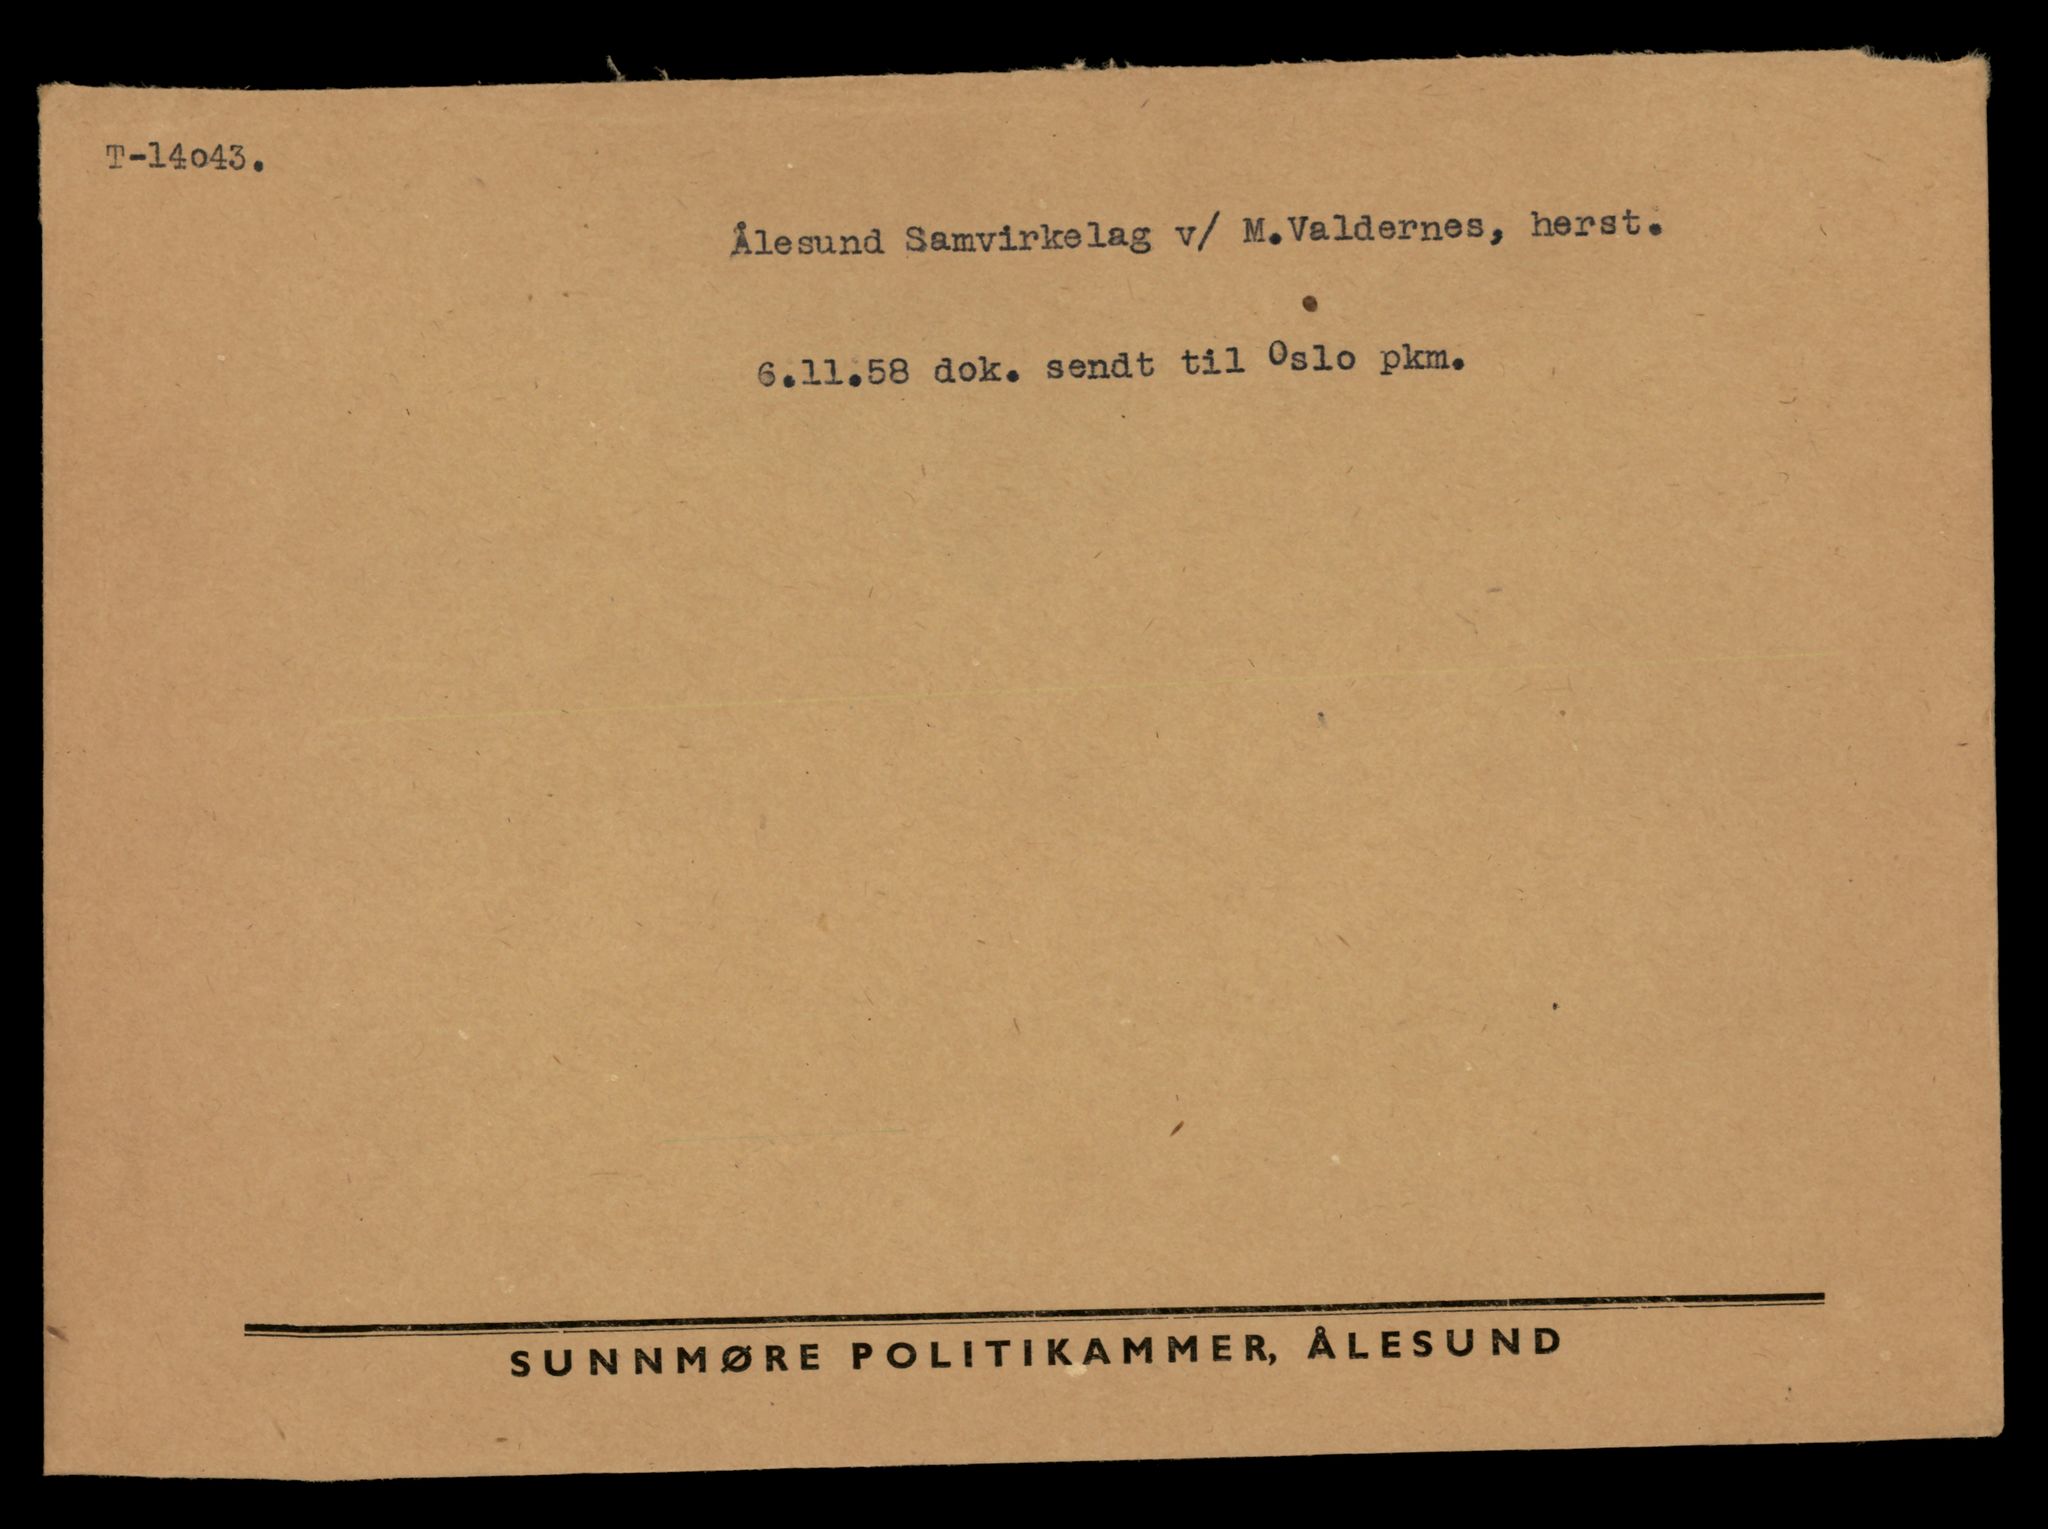 T-14o43.
Ålesund Samvirkelag v/ M.Valdernes, herst.
6.11.58 dok. sendt til Oslo pkm.
SUNNMØRE POLITIKAMMER, ÅLESUND